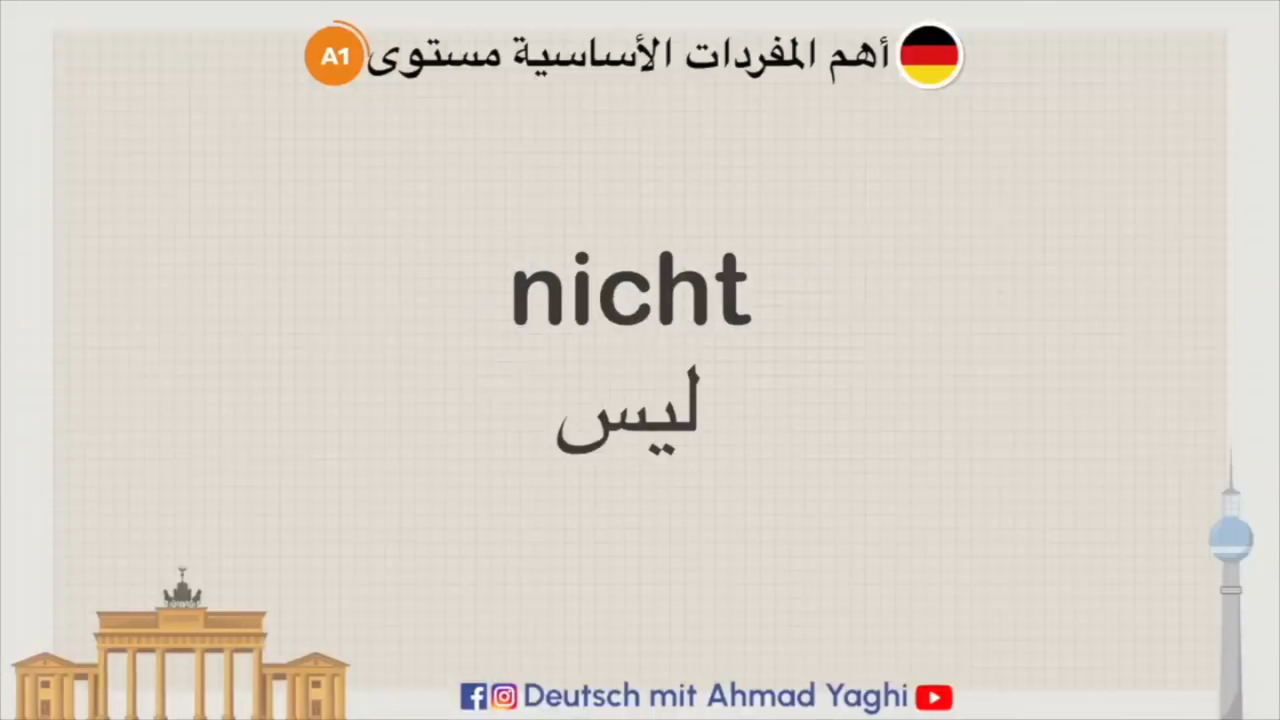 أهم المفردات الأساسية مستوى A1
nicht
ليس
Deutsch mit Ahmad Yaghi